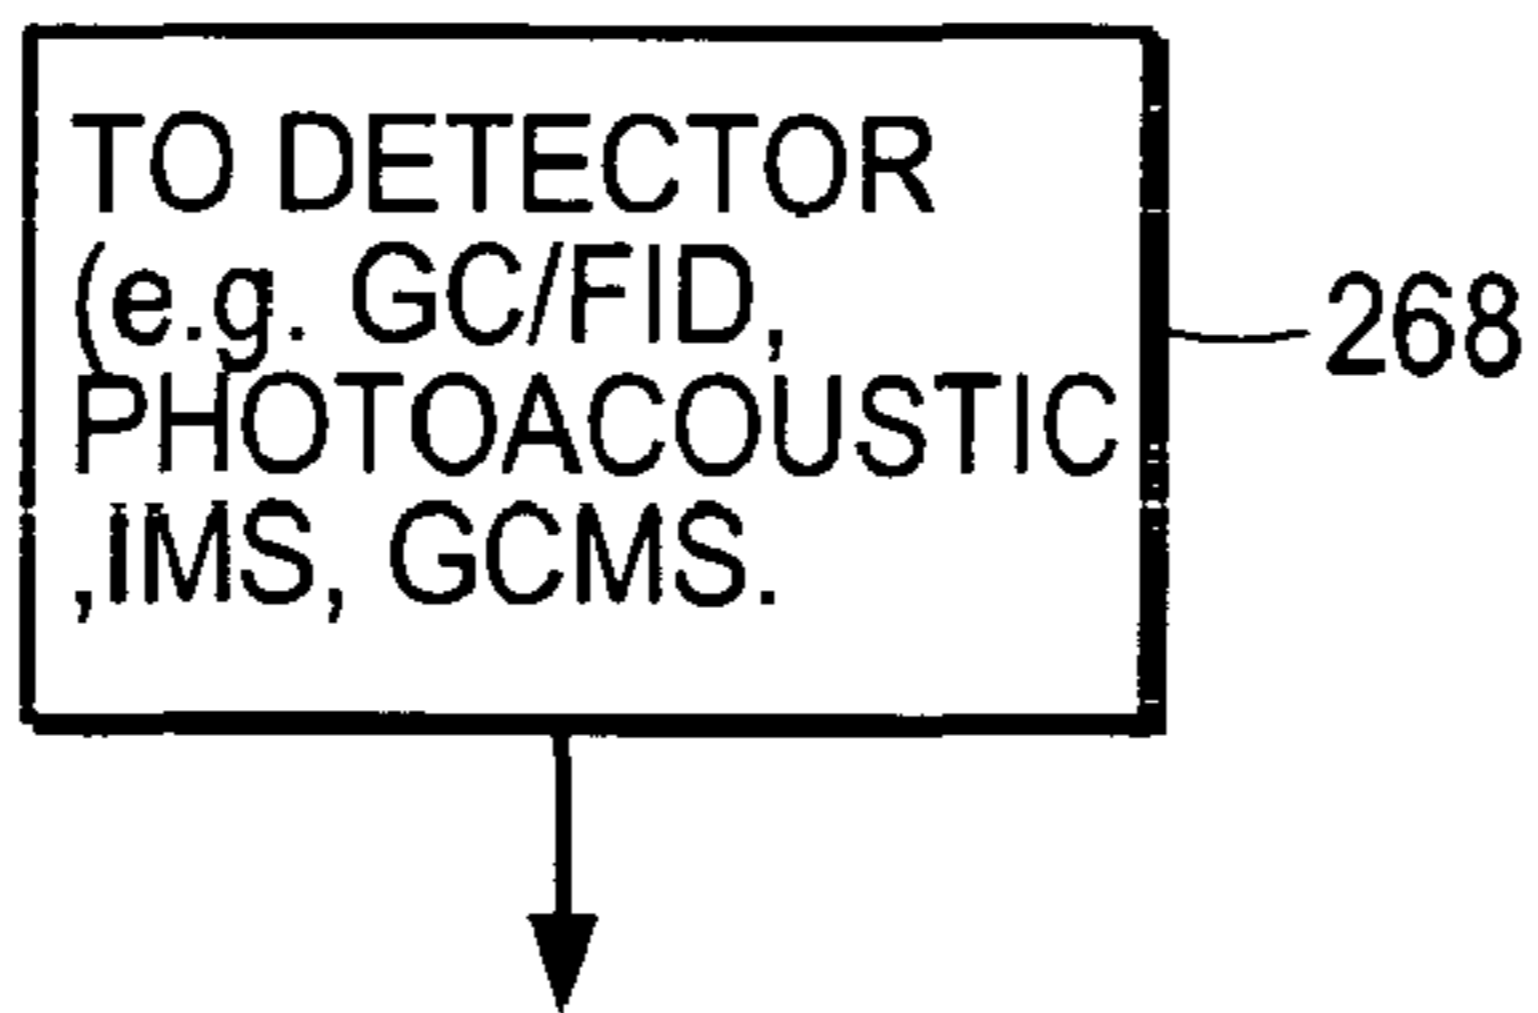 TO DETECTOR
(e.g. GC/FID,
PHOTOACOUSTIC
,IMS, GCMS.
268